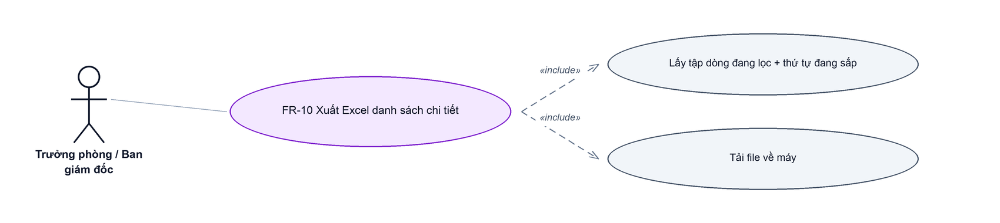 Lấy tập dòng đang lọc + thứ tự đang sắp
«include»
FR-10 Xuất Excel danh sách chi tiết
«include»
Trưởng phòng / Ban
giám đốc
Tải file về máy